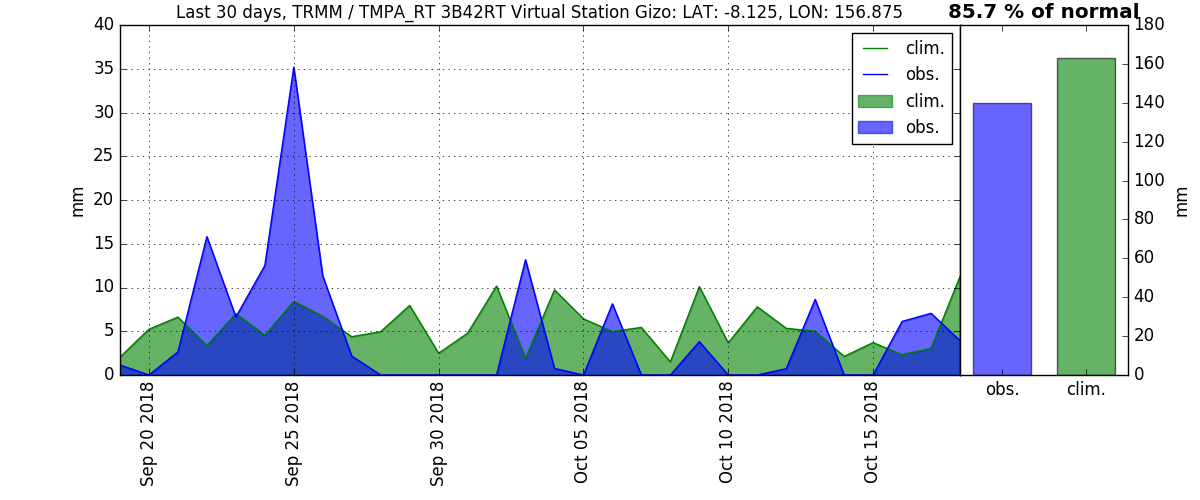 Last 30 days, TRMM / TMPA_RT 3B42RT Virtual Station Gizo: LAT: -8.125, LON: 156.875
85.7 % of normal
40
35
30
25
20
15
10
5
0
mm
clim.
obs.
clim.
obs.
Sep 20 2018
Sep 25 2018
Sep 30 2018
Oct 05 2018
Oct 10 2018
Oct 15 2018
180
160
140
120
100
80
60
40
20
0
mm
obs.
clim.